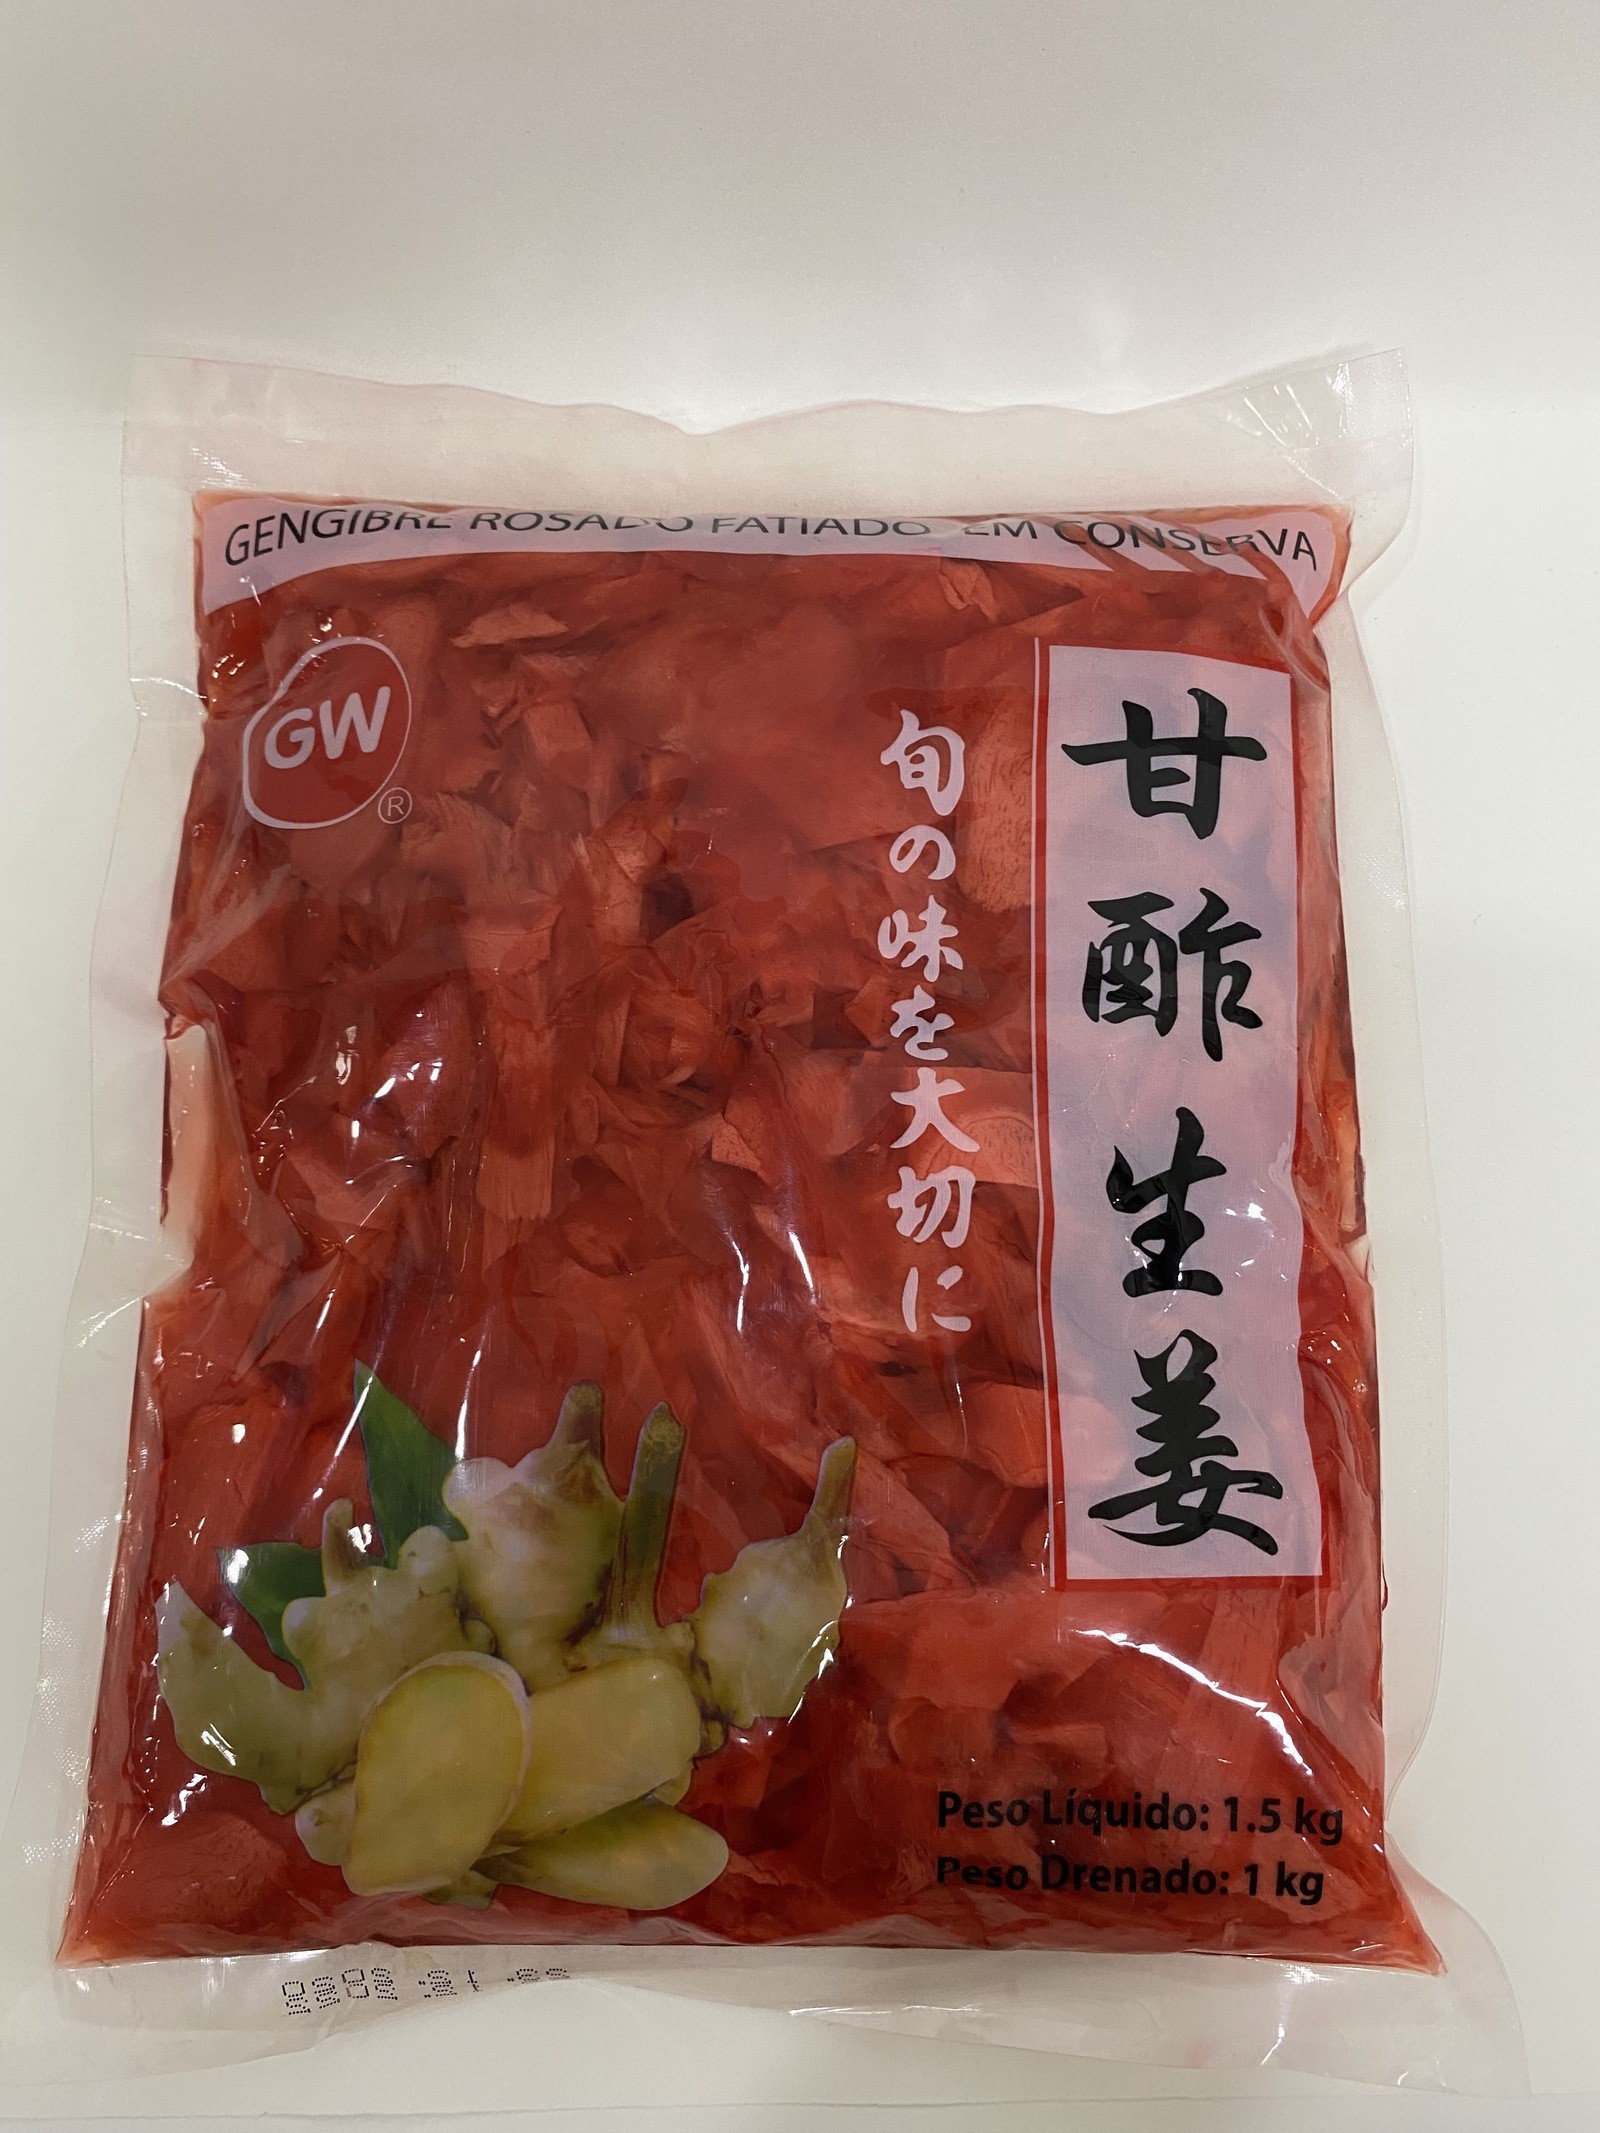 GENGIBRE ROSADO FATIADO EM CONSERVA
GW
®
甘酢生姜
旬の味を大切に
Peso Líquido: 1.5 kg
Peso Drenado: 1 kg